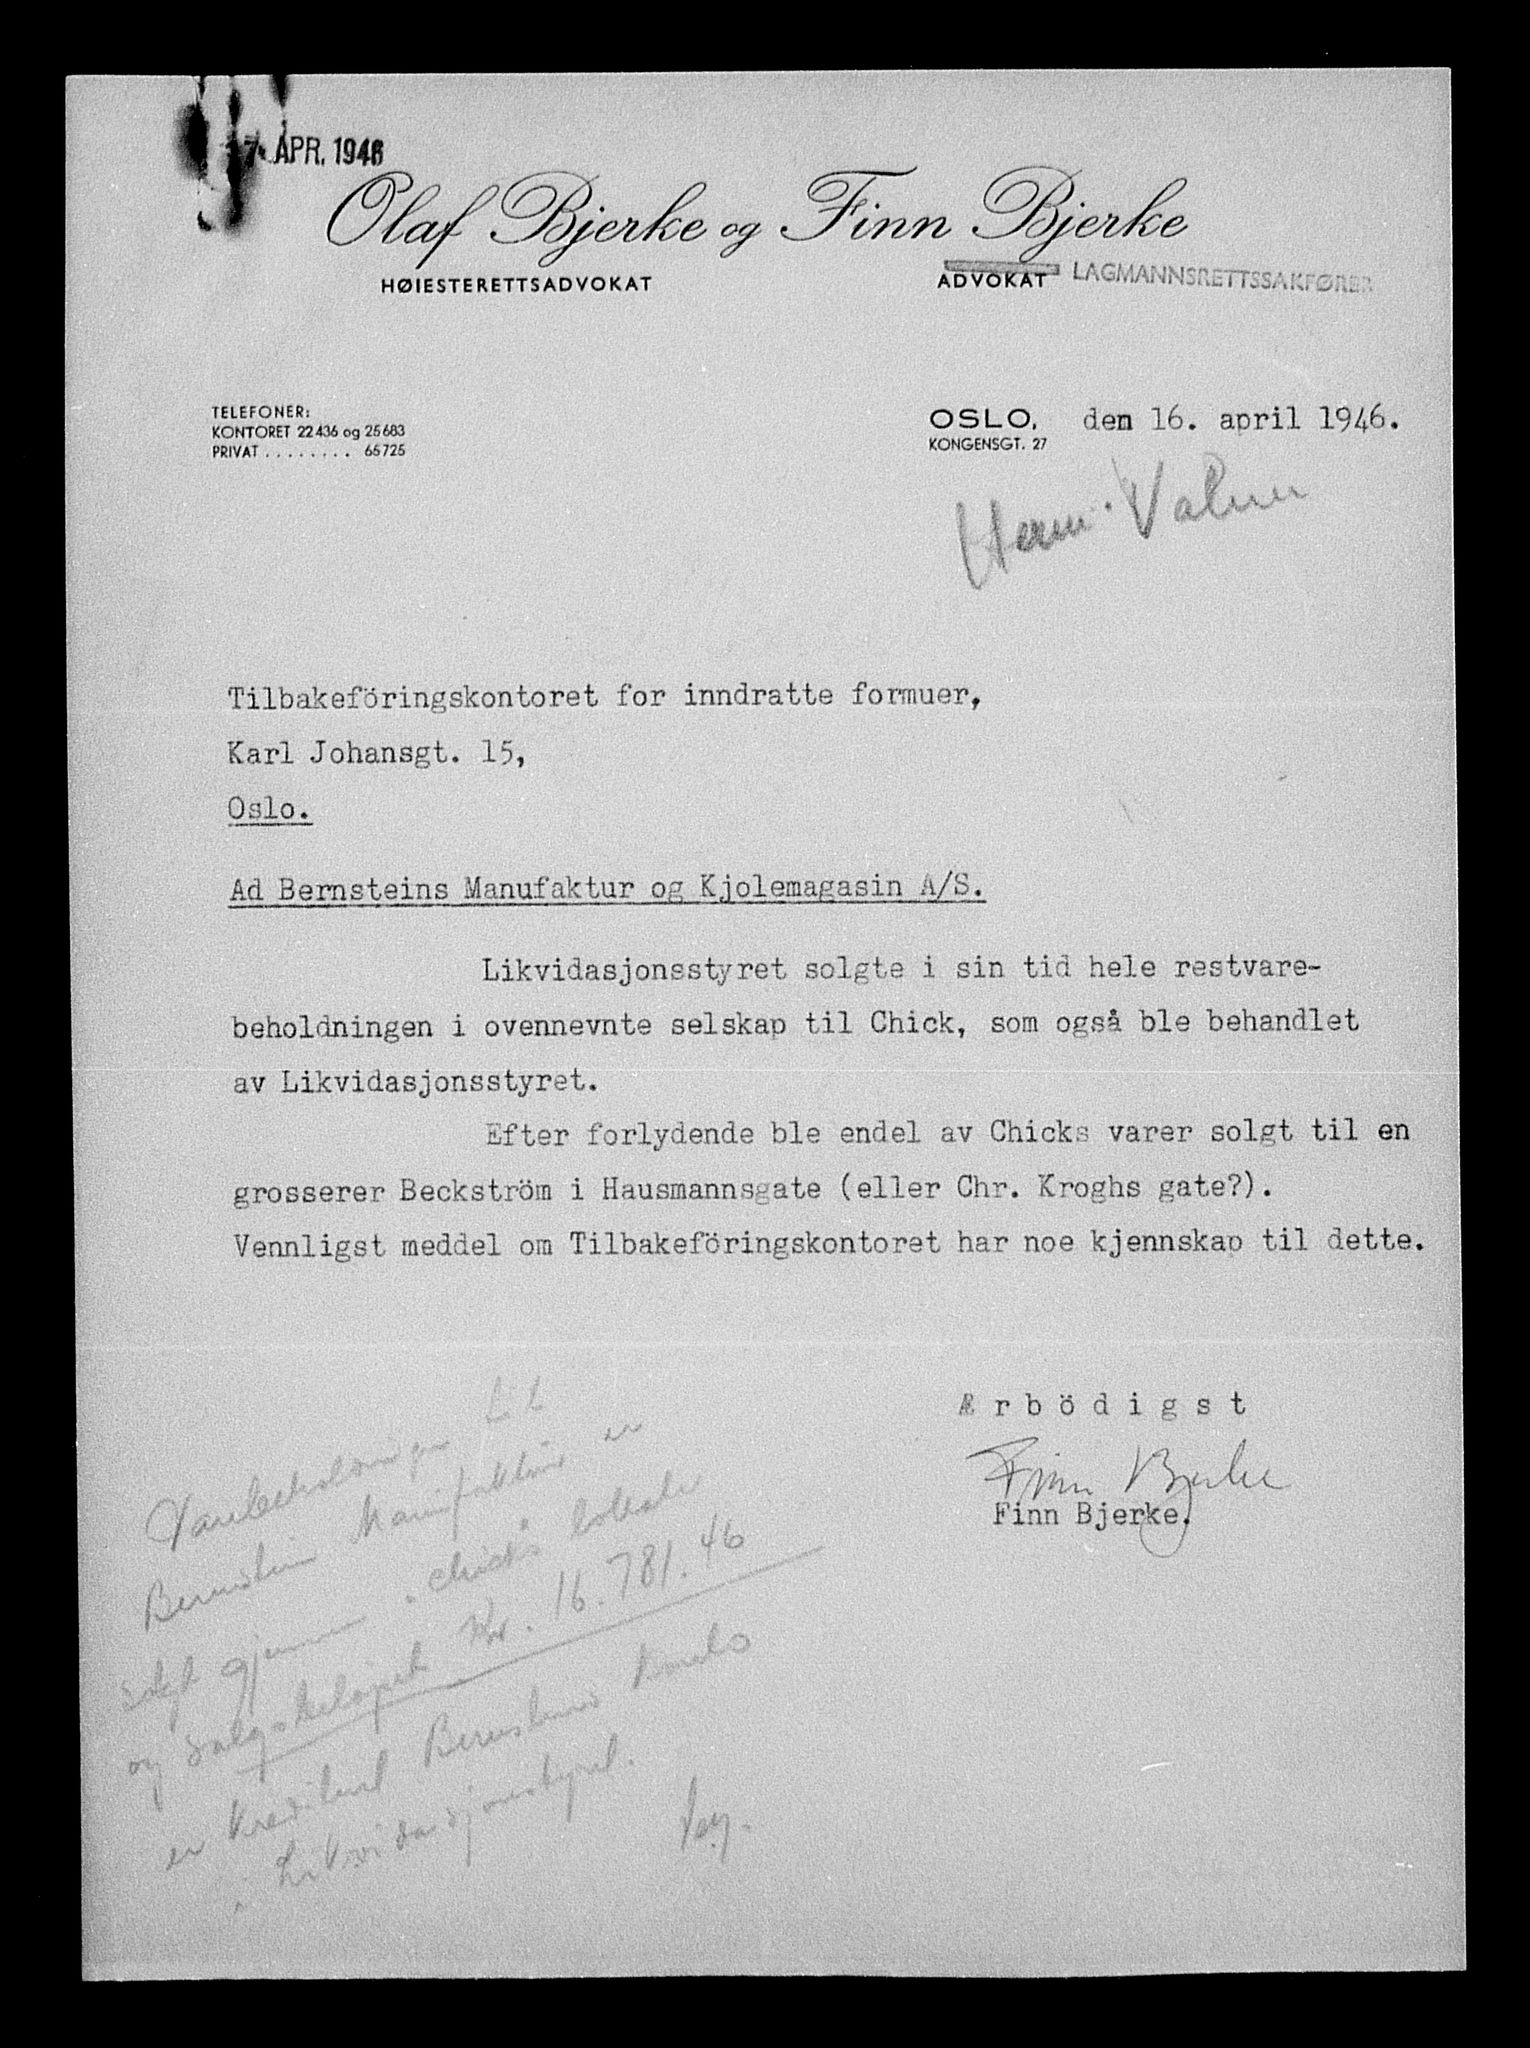 7. APR. 1946
Olaf Bjerke og Finn Bjerke
HØIESTERETTSADVOKAT
ADVOKAT LAGMANNSRETTSSAKFØRER
TELEFONER:
KONTORET 22436 og 25683
PRIVAT ........ 65725
OSLO, den 16. april 1946.
KONGENSGT. 27
Herr Valner
Tilbakeföringskontoret for inndratte formuer,
Karl Johansgt. 15,
Oslo.
Ad Bernsteins Manufaktur og Kjolemagasin A/S.
Likvidasjonsstyret solgte i sin tid hele restvare-
beholdningen i ovennevnte selskap til Chick, som også ble behandlet
av Likvidasjonsstyret.
Efter forlydende ble endel av Chicks varer solgt til en
grosserer Beckström i Hausmannsgate (eller Chr. Kroghs gate?).
Vennligst meddel om Tilbakeföringskontoret har noe kjennskap til dette.
Ærbödigst
Finn Bjerke
Finn Bjerke.
Varebeholdningen til
Bernstein Manufaktur er
solgt gjennem Chicks lokaler
og salgsbelöpet Kr. 16.781.46
er kreditert Bernsteins konto
i Likvidasjonsstyret.